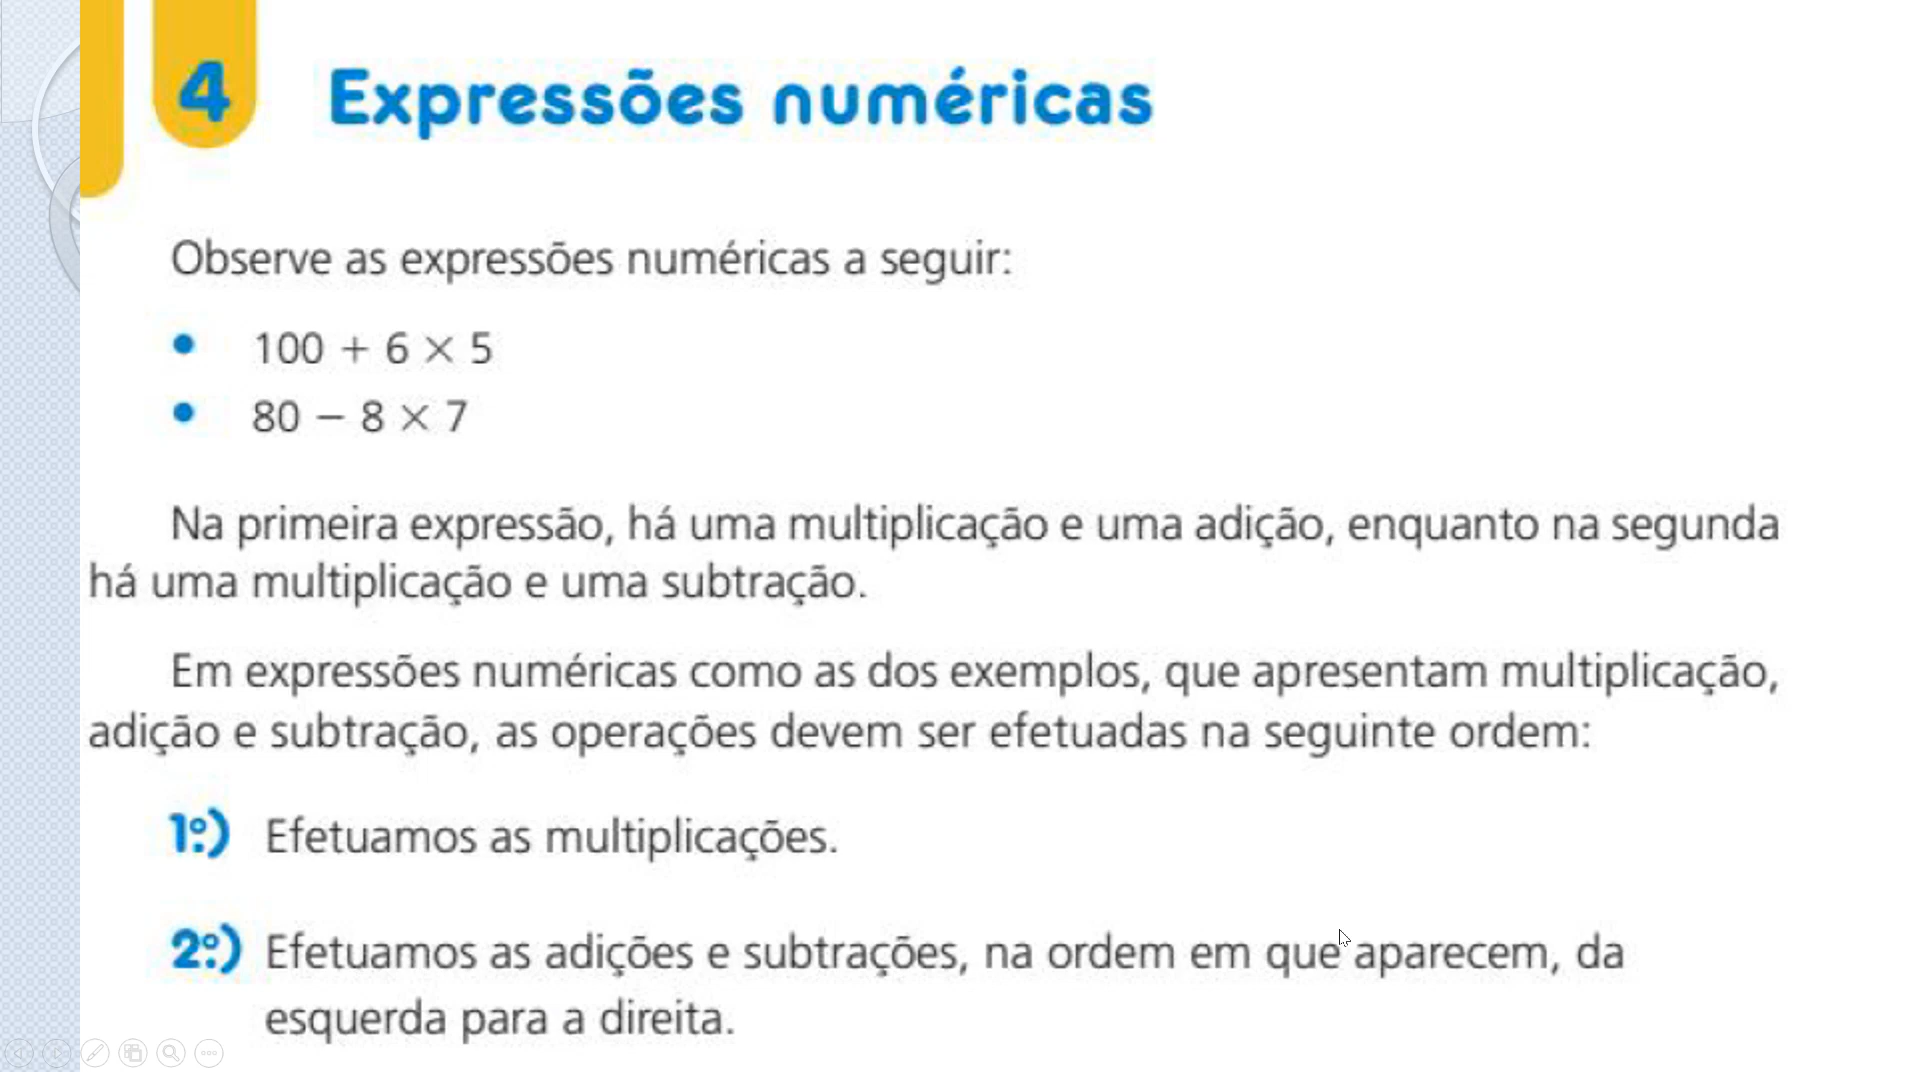 4 Expressões numéricas
Observe as expressões numéricas a seguir:
• 100 + 6 × 5
• 80 − 8 × 7
Na primeira expressão, há uma multiplicação e uma adição, enquanto na segunda
há uma multiplicação e uma subtração.
Em expressões numéricas como as dos exemplos, que apresentam multiplicação,
adição e subtração, as operações devem ser efetuadas na seguinte ordem:
1º.) Efetuamos as multiplicações.
2º.) Efetuamos as adições e subtrações, na ordem em que aparecem, da
esquerda para a direita.